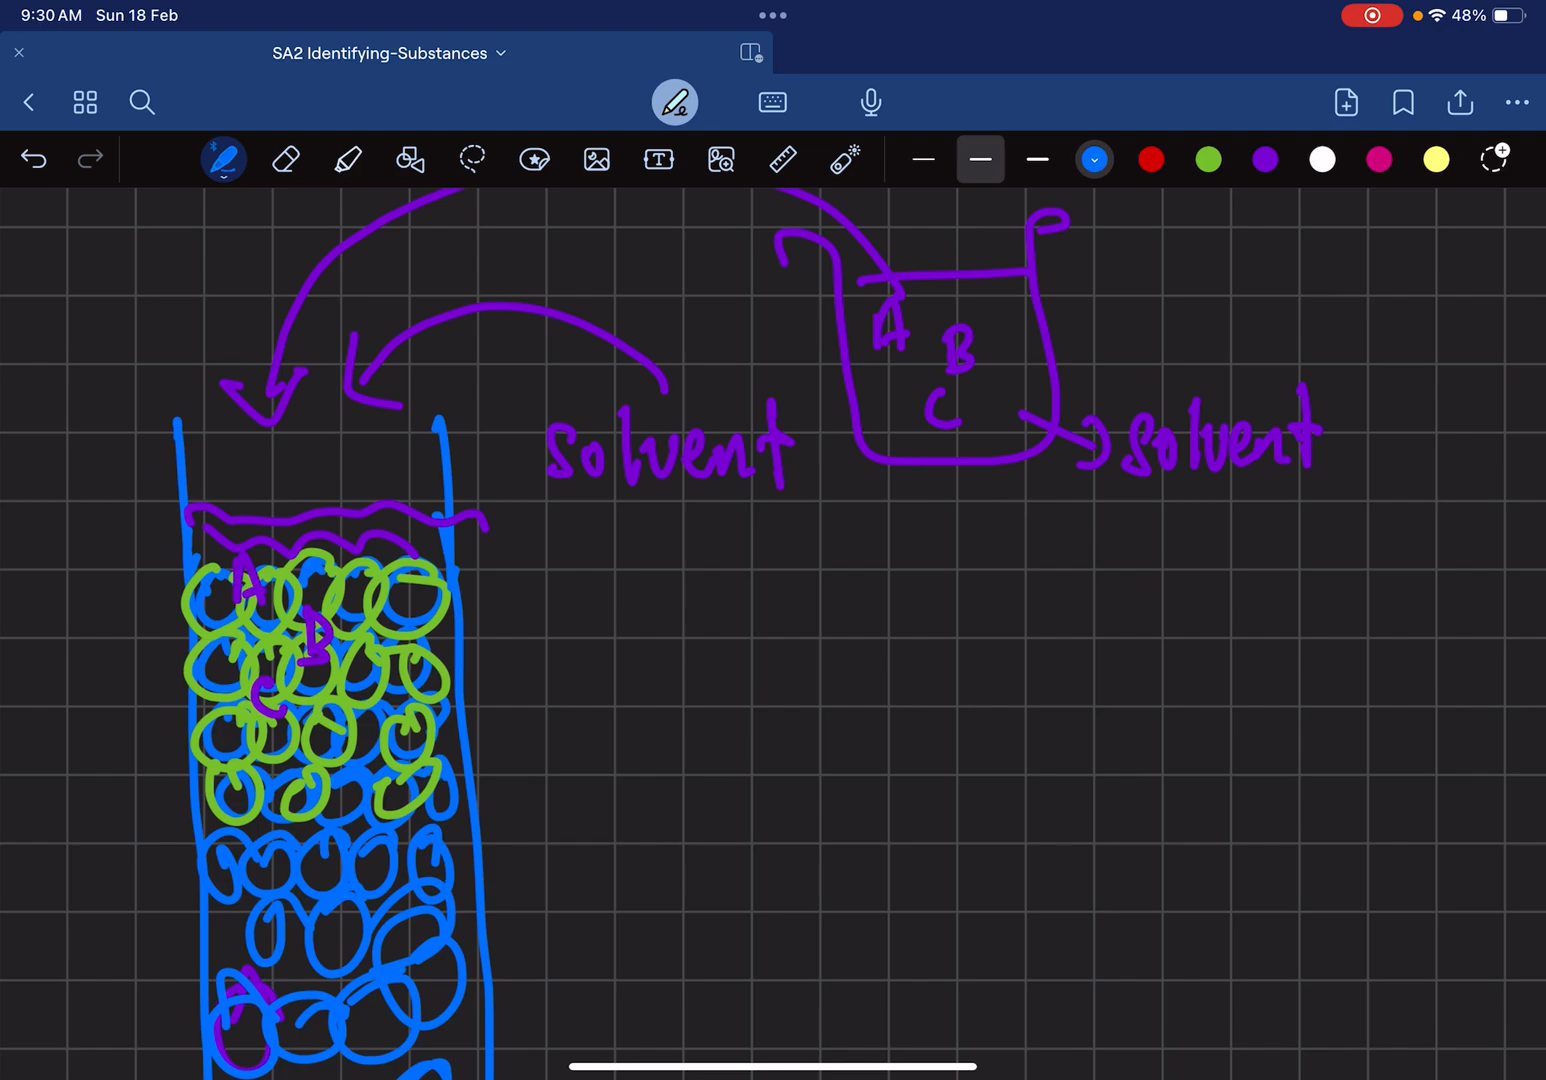 9:30 AM Sun 18 Feb
48%
SA2 Identifying-Substances
T
A
B
C
solvent
solvent
A
B
C